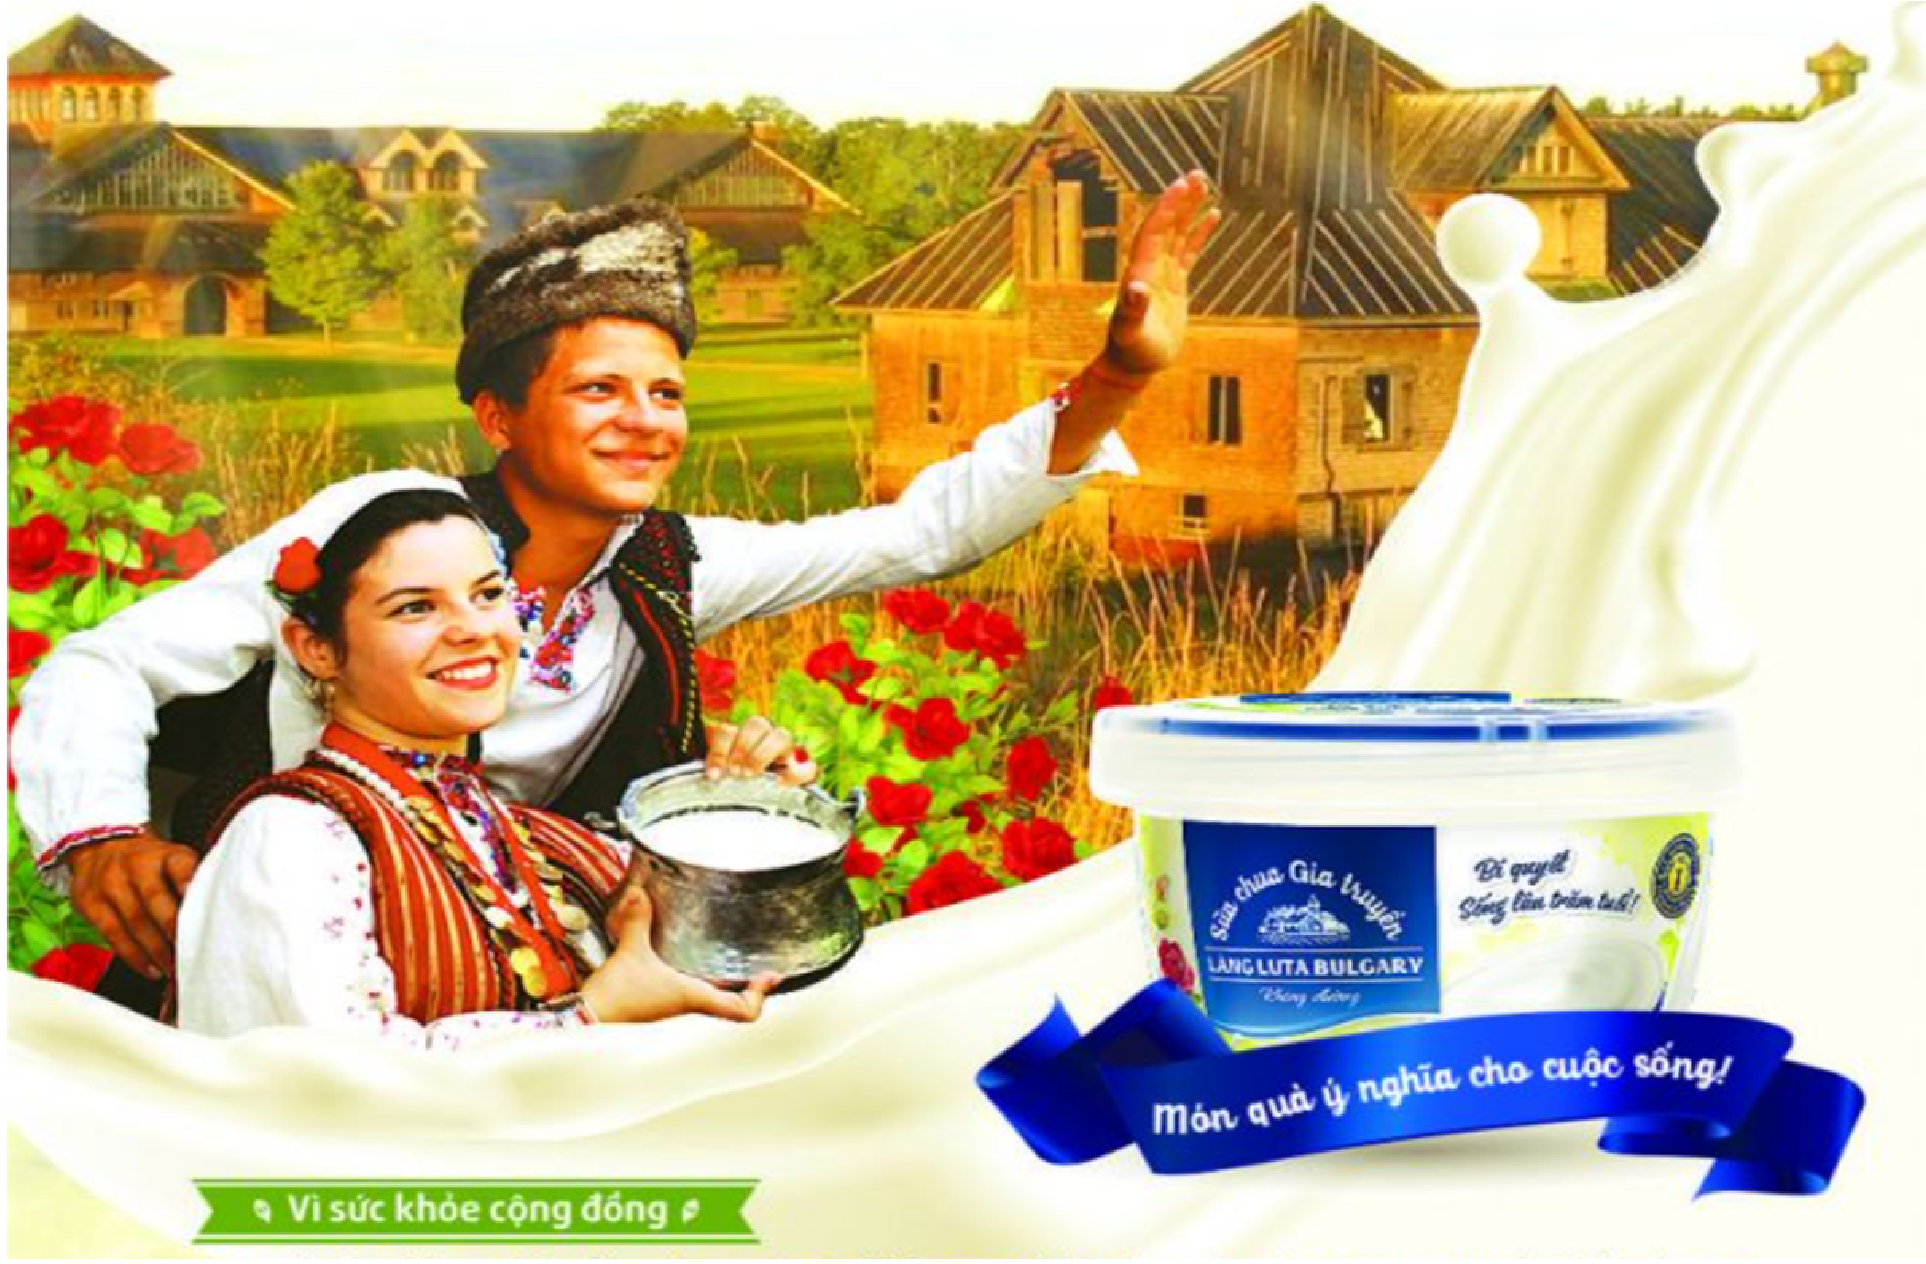 Sữa chua Gia truyền
LÀNG LUTA BULGARY
Không đường
Bí quyết
Sống lâu trăm tuổi!
Món quà ý nghĩa cho cuộc sống!
Vì sức khỏe cộng đồng